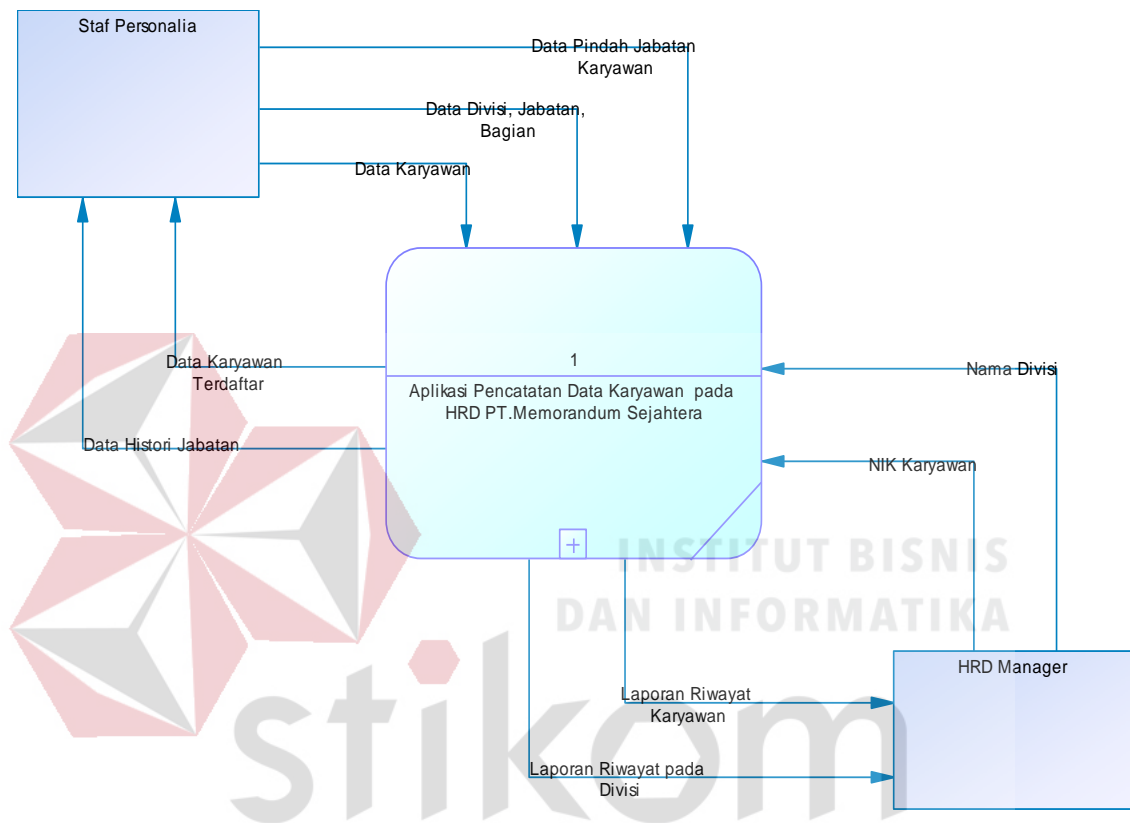 Staf Personalia
Data Pindah Jabatan
Karyawan
Data Divisi, Jabatan,
Bagian
Data Karyawan
Data Karyawan
Terdaftar
Data Histori Jabatan
1
Aplikasi Pencatatan Data Karyawan pada
HRD PT.Memorandum Sejahtera
+
Nama Divisi
NIK Karyawan
INSTITUT BISNIS
DAN INFORMATIKA
stikom
HRD Manager
Laporan Riwayat
Karyawan
Laporan Riwayat pada
Divisi